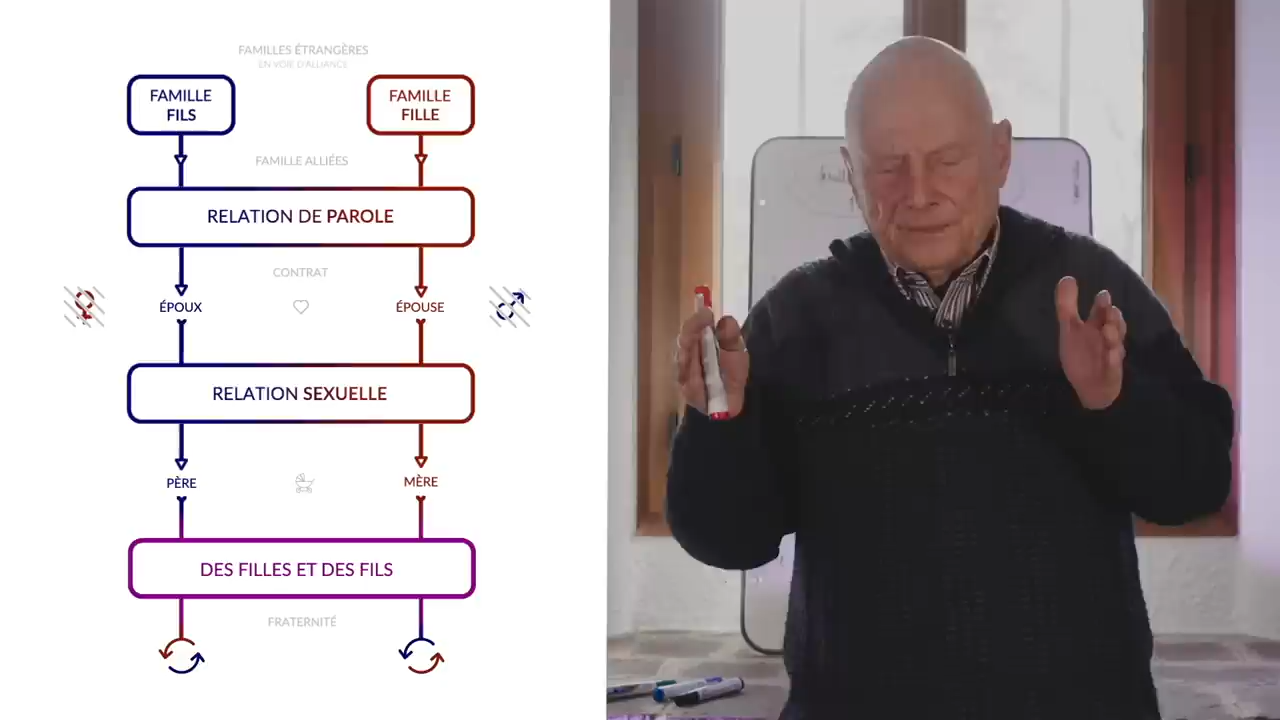 FAMILLES ÉTRANGÈRES
EN VOIE D'ALLIANCE
FAMILLE
FILS
FAMILLE
FILLE
FAMILLE ALLIÉES
RELATION DE PAROLE
CONTRAT
ÉPOUX
ÉPOUSE
RELATION SEXUELLE
PÈRE
MÈRE
DES FILLES ET DES FILS
FRATERNITÉ